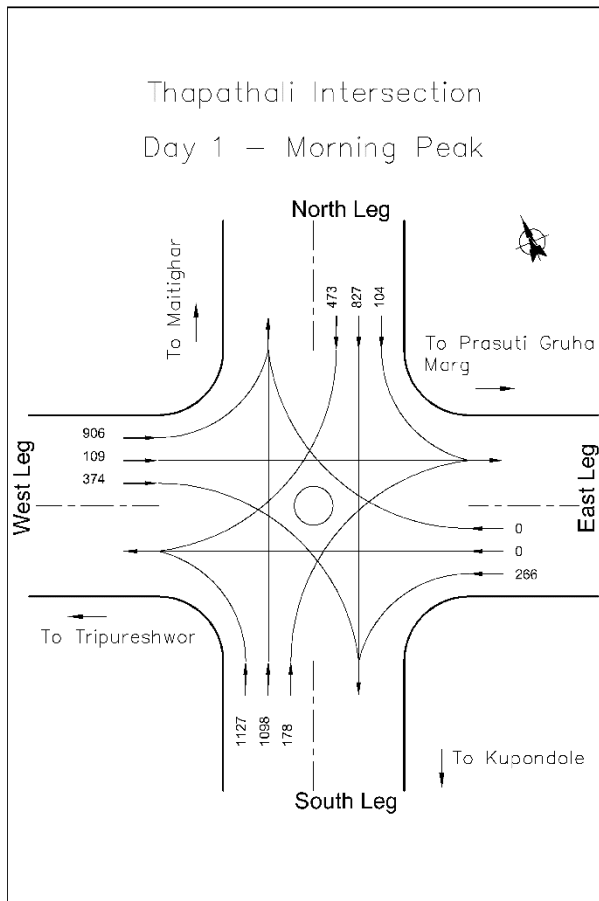 Thapathali Intersection
Day 1 – Morning Peak
North Leg
To Maitighar
473
827
104
To Prasuti Gruha
Marg
906
109
374
West Leg
East Leg
0
0
266
To Tripureshwor
1127
1098
178
To Kupondole
South Leg